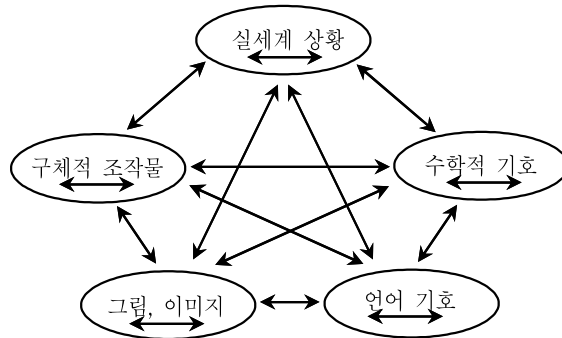 실세계 상황
구체적 조작물
수학적 기호
그림, 이미지
언어 기호